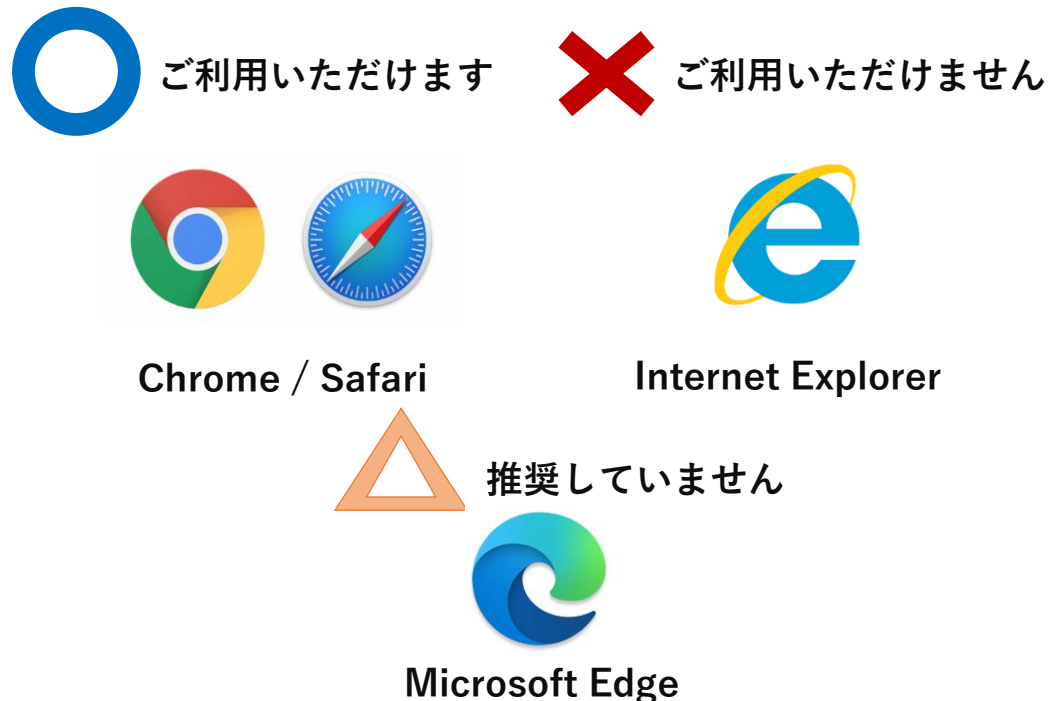 ご利用いただけます
ご利用いただけません
Chrome / Safari
Internet Explorer
推奨していません
Microsoft Edge